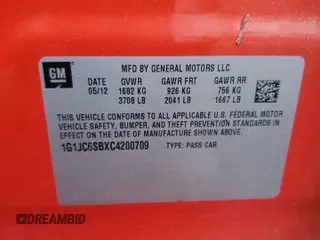 GM
MFD BY GENERAL MOTORS LLC
DATE GVWR GAWR FRT GAWR RR
05/12 1682 KG 926 KG 756 KG
3708 LB 2041 LB 1667 LB
THIS VEHICLE CONFORMS TO ALL APPLICABLE U.S. FEDERAL MOTOR
VEHICLE SAFETY, BUMPER, AND THEFT PREVENTION STANDARDS IN
EFFECT ON THE DATE OF MANUFACTURE SHOWN ABOVE.
1G1JC6SBXC4200709 TYPE: PASS CAR
DREAMBID